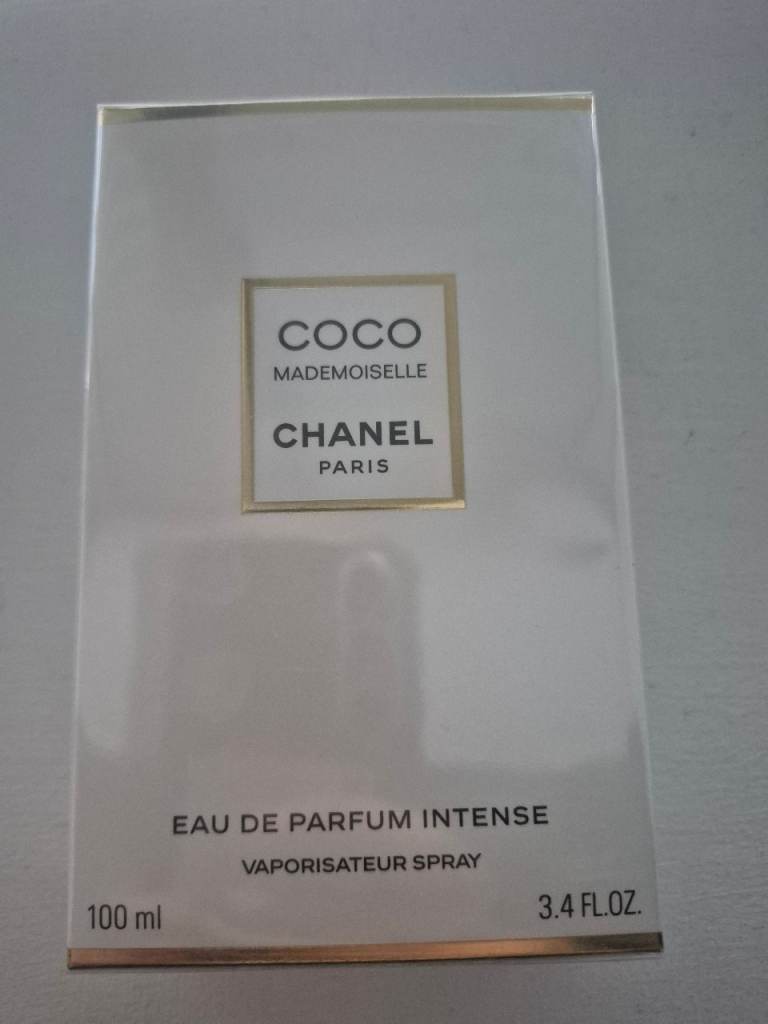 COCO
MADEMOISELLE
CHANEL
PARIS
EAU DE PARFUM INTENSE
VAPORISATEUR SPRAY
100 ml
3.4 FL.OZ.